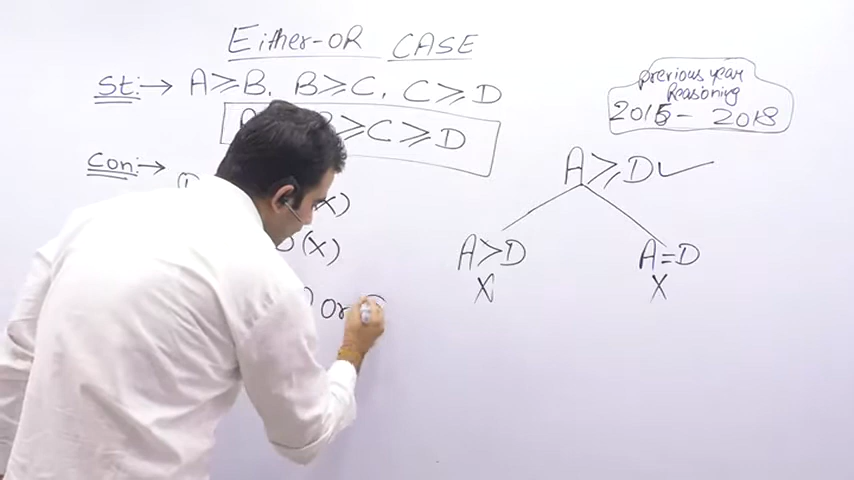 Either-OR CASE
St:→ A≥B, B≥C, C≥D
≥C≥D
Con:→
(X)
D (X)
or
previous year
Reasoning
2015 - 2018
A≥D✓
A>D
X
A=D
X